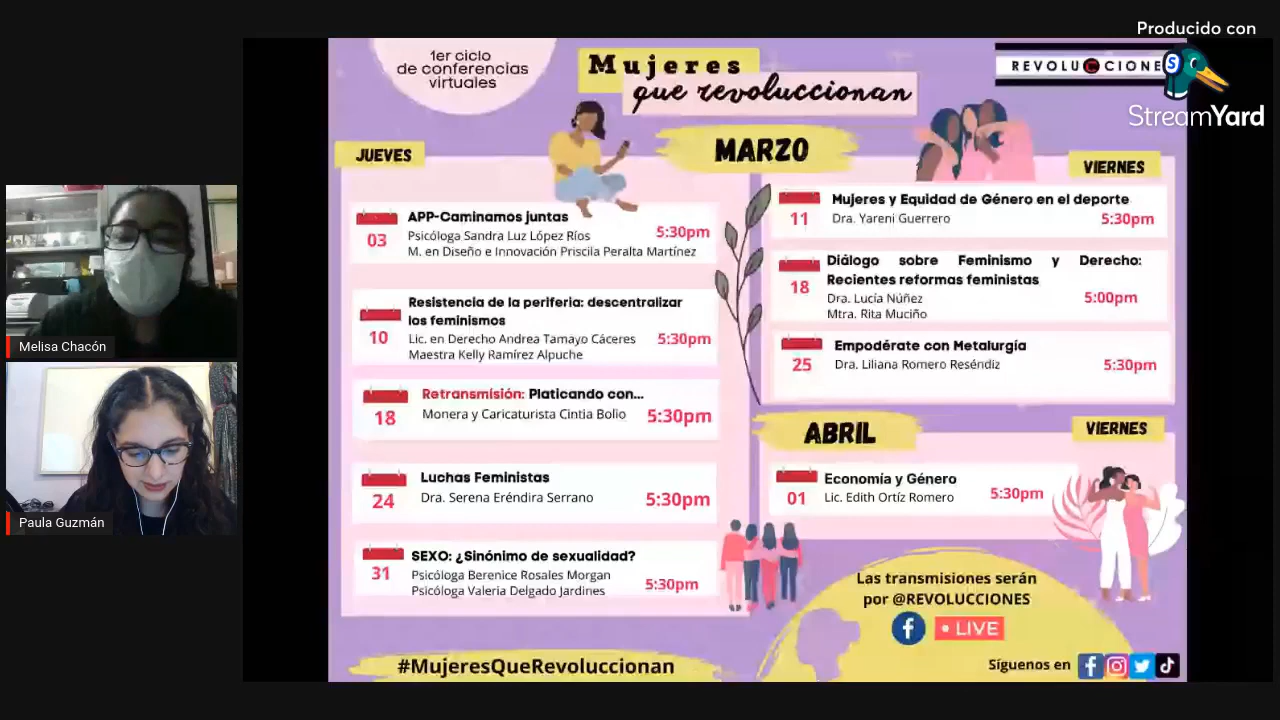 Producido con
StreamYard
1er ciclo
de conferencias
virtuales
Mujeres
que revoluccionan
REVOLUCCIONES
MARZO
JUEVES
03
APP-Caminamos juntas
Psicóloga Sandra Luz López Ríos
M. en Diseño e Innovación Priscila Peralta Martínez
5:30pm
10
Resistencia de la periferia: descentralizar
los feminismos
Lic. en Derecho Andrea Tamayo Cáceres
Maestra Kelly Ramírez Alpuche
5:30pm
18
Retransmisión: Platicando con...
Monera y Caricaturista Cintia Bolio
5:30pm
24
Luchas Feministas
Dra. Serena Eréndira Serrano
5:30pm
31
SEXO: ¿Sinónimo de sexualidad?
Psicóloga Berenice Rosales Morgan
Psicóloga Valeria Delgado Jardines
5:30pm
VIERNES
11
Mujeres y Equidad de Género en el deporte
Dra. Yareni Guerrero
5:30pm
18
Diálogo sobre Feminismo y Derecho:
Recientes reformas feministas
Dra. Lucía Núñez
Mtra. Rita Muciño
5:00pm
25
Empodérate con Metalurgía
Dra. Liliana Romero Reséndiz
5:30pm
ABRIL
VIERNES
01
Economía y Género
Lic. Edith Ortíz Romero
5:30pm
Las transmisiones serán
por @REVOLUCCIONES
LIVE
#MujeresQueRevoluccionan
Síguenos en
Melisa Chacón
Paula Guzmán